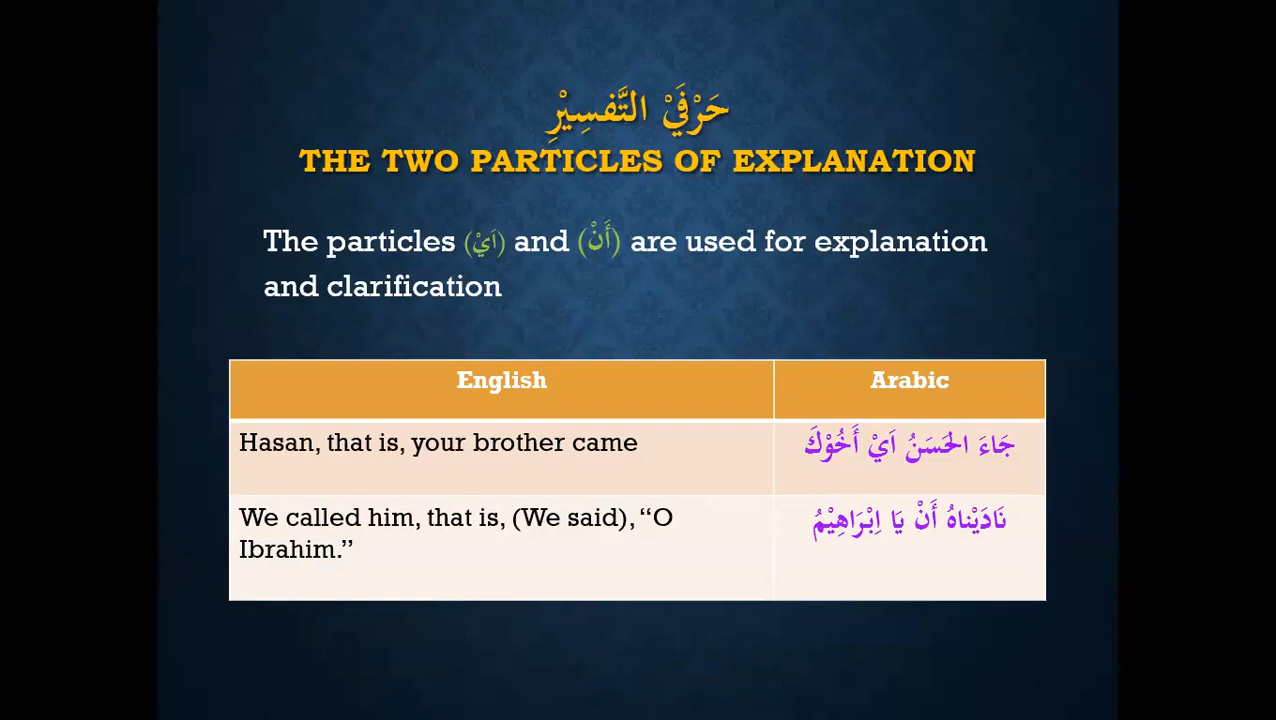 حَرْفَيْ التَّفسِيْرِ
THE TWO PARTICLES OF EXPLANATION
The particles (اَيْ) and (أَنْ) are used for explanation
and clarification
English
Arabic
Hasan, that is, your brother came
جَاءَ الحَسَنُ اَيْ أَخُوْكَ
We called him, that is, (We said), “O
Ibrahim.”
نَادَيْناهُ أَنْ يَا اِبْرَاهِيْمُ